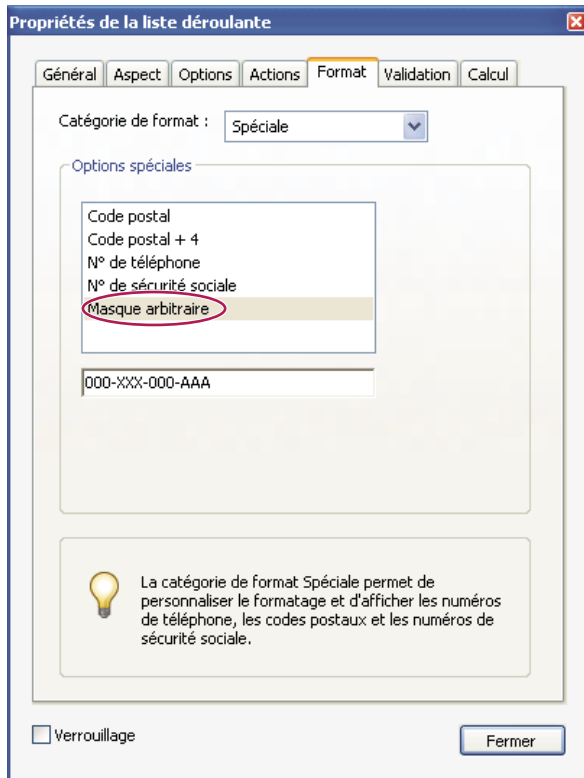 Propriétés de la liste déroulante
Général Aspect Options Actions Format Validation Calcul
Catégorie de format : Spéciale
Options spéciales
Code postal
Code postal + 4
N° de téléphone
N° de sécurité sociale
Masque arbitraire
000-XXX-000-AAA
La catégorie de format Spéciale permet de
personnaliser le formatage et d'afficher les numéros
de téléphone, les codes postaux et les numéros de
sécurité sociale.
Verrouillage
Fermer